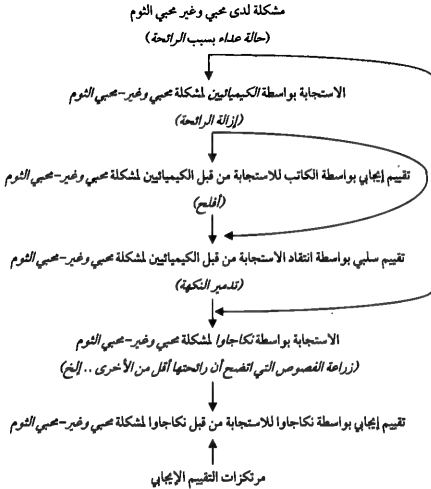 مشكلة لدى محبي وغير محبي الثوم
(حالة عداء بسبب الرائحة)
الاستجابة بواسطة الكيميائيين لمشكلة محبي وغير-محبي الثوم
(إزالة الرائحة)
تقييم إيجابي بواسطة الكاتب للاستجابة من قبل الكيميائيين لمشكلة محبي وغير-محبي الثوم
(أفلح)
تقييم سلبي بواسطة انتقاد الاستجابة من قبل الكيميائيين لمشكلة محبي وغير-محبي الثوم
(تدمير النكهة)
الاستجابة بواسطة نكاجاوا لمشكلة محبي وغير-محبي الثوم
(زراعة الفصوص التي اتضح أن رائحتها أقل من الأخرى .. إلخ)
تقييم إيجابي بواسطة نكاجاوا للاستجابة من قبل نكاجاوا لمشكلة محبي وغير-محبي الثوم
مرتكزات التقييم الإيجابي